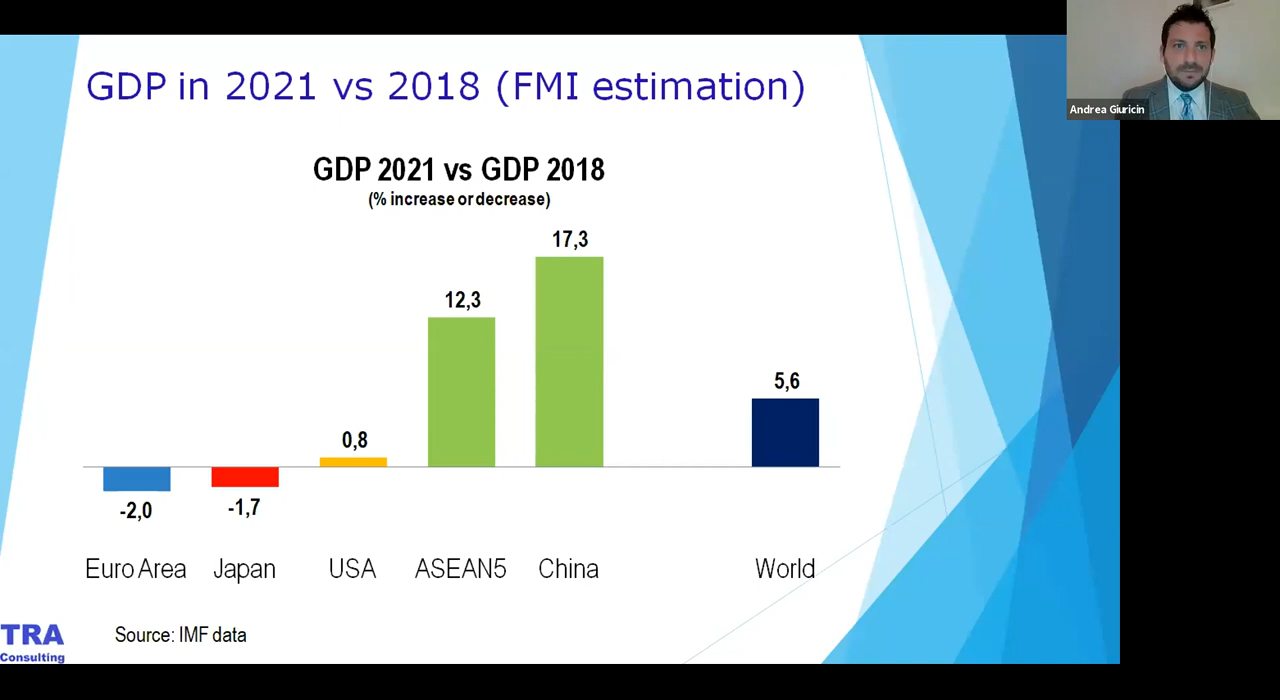 GDP in 2021 vs 2018 (FMI estimation)
Andrea Giuricin
GDP 2021 vs GDP 2018
(% increase or decrease)
17,3
12,3
5,6
0,8
-2,0
-1,7
Euro Area
Japan
USA
ASEAN5
China
World
TRA
Consulting
Source: IMF data